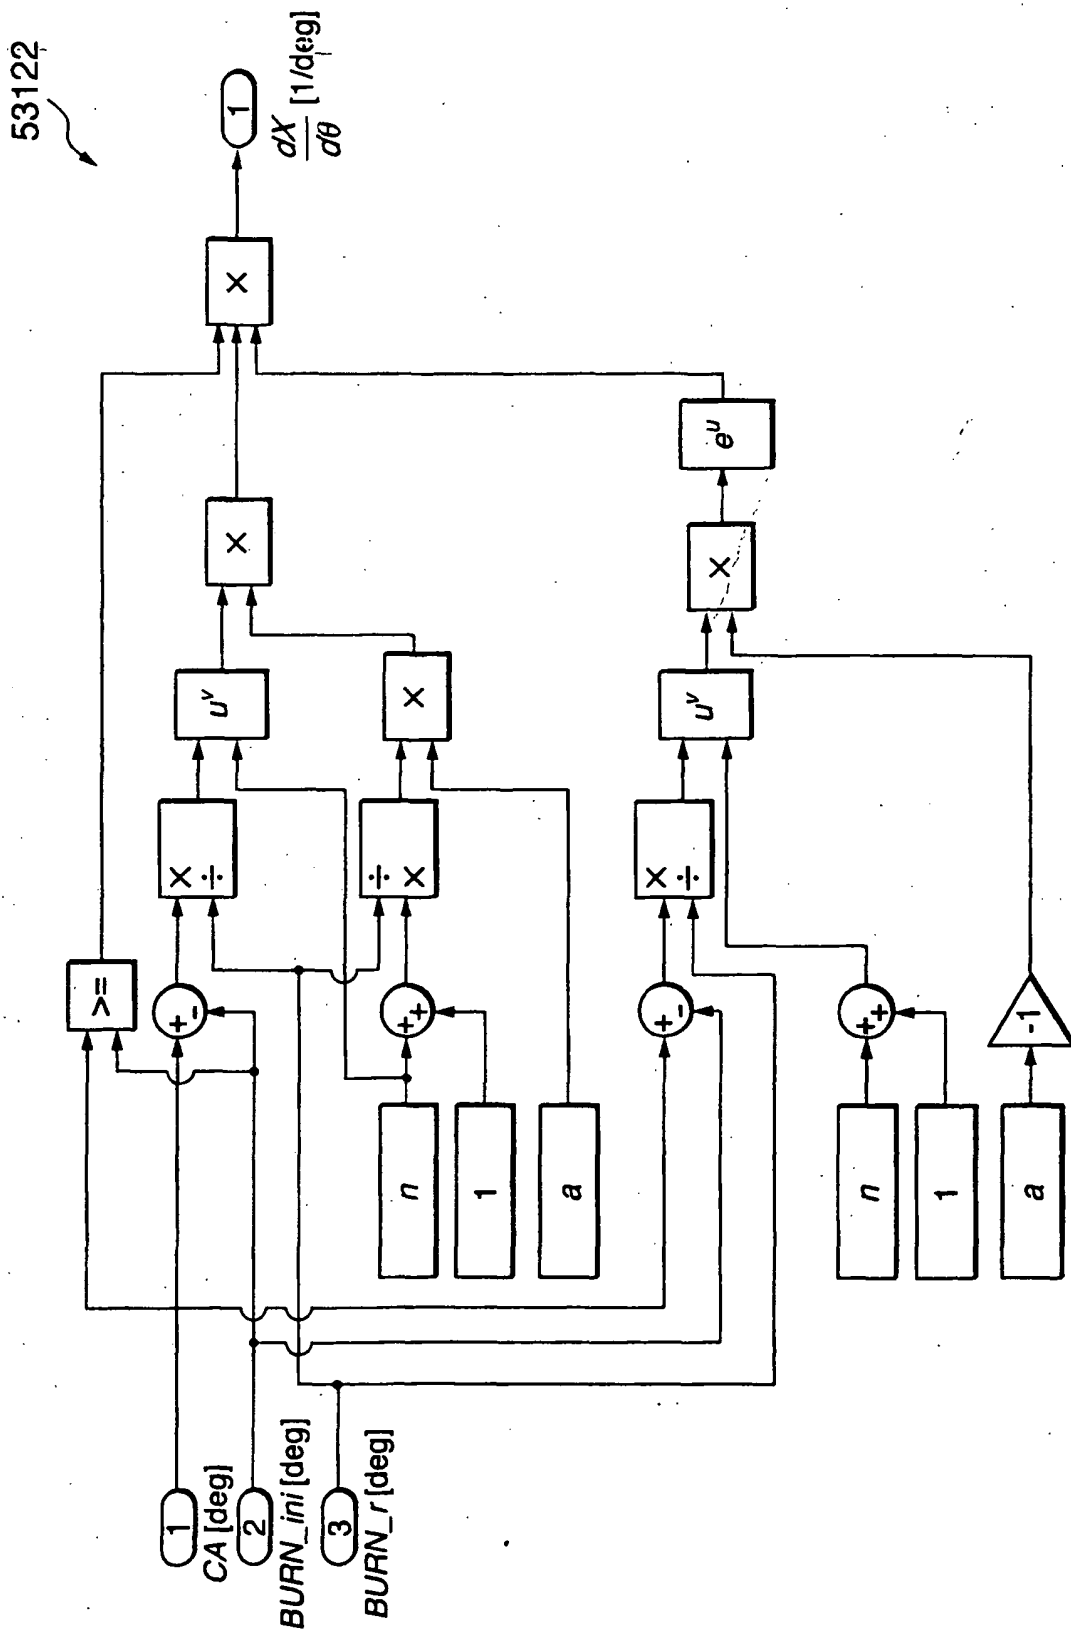 53122
1
CA [deg]
2
BURN_ini [deg]
3
BURN_r [deg]
>=
+
-
×
÷
u^v
×
×
1
dX
dθ
[1/deg]
n
1
a
+
+
÷
×
×
+
-
×
÷
u^v
×
e^u
n
1
a
+
+
-1